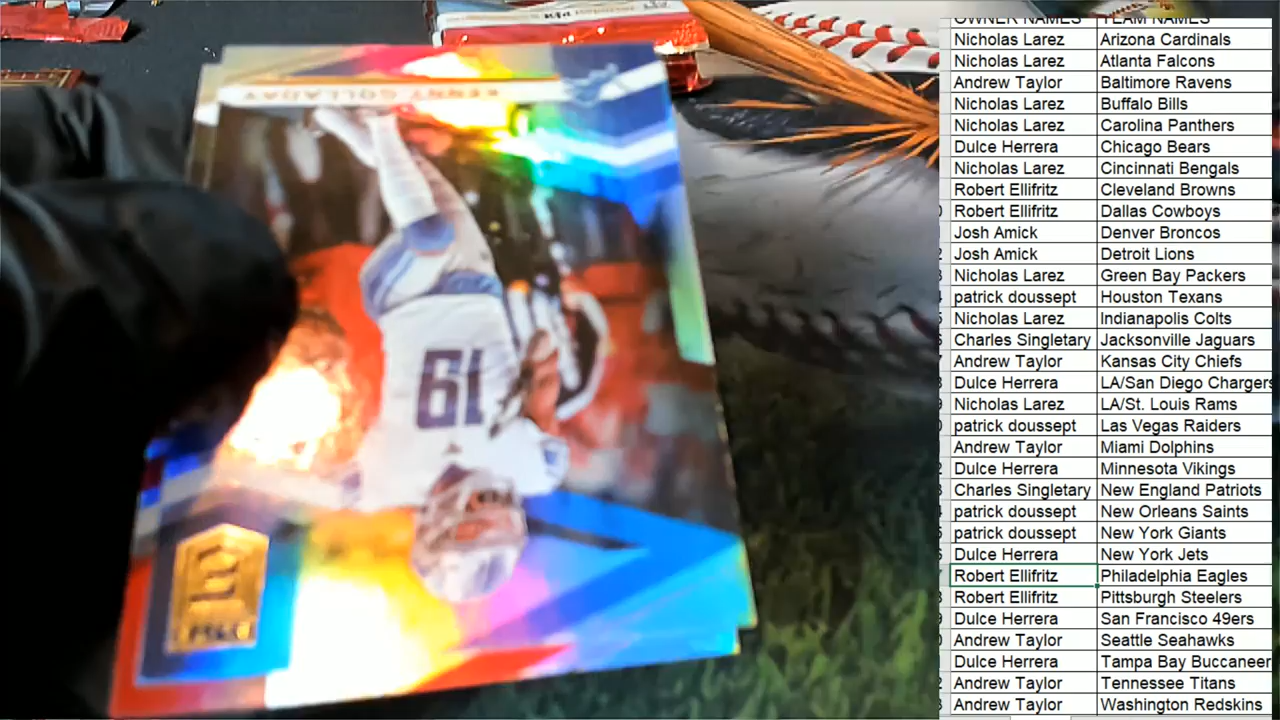 KENNY GOLLADAY
19
ELITE
OWNER NAMES TEAM NAMES
Nicholas Larez Arizona Cardinals
Nicholas Larez Atlanta Falcons
Andrew Taylor Baltimore Ravens
Nicholas Larez Buffalo Bills
Nicholas Larez Carolina Panthers
Dulce Herrera Chicago Bears
Nicholas Larez Cincinnati Bengals
Robert Ellifritz Cleveland Browns
Robert Ellifritz Dallas Cowboys
Josh Amick Denver Broncos
Josh Amick Detroit Lions
Nicholas Larez Green Bay Packers
patrick doussept Houston Texans
Nicholas Larez Indianapolis Colts
Charles Singletary Jacksonville Jaguars
Andrew Taylor Kansas City Chiefs
Dulce Herrera LA/San Diego Chargers
Nicholas Larez LA/St. Louis Rams
patrick doussept Las Vegas Raiders
Andrew Taylor Miami Dolphins
Dulce Herrera Minnesota Vikings
Charles Singletary New England Patriots
patrick doussept New Orleans Saints
patrick doussept New York Giants
Dulce Herrera New York Jets
Robert Ellifritz Philadelphia Eagles
Robert Ellifritz Pittsburgh Steelers
Dulce Herrera San Francisco 49ers
Andrew Taylor Seattle Seahawks
Dulce Herrera Tampa Bay Buccaneer
Andrew Taylor Tennessee Titans
Andrew Taylor Washington Redskins